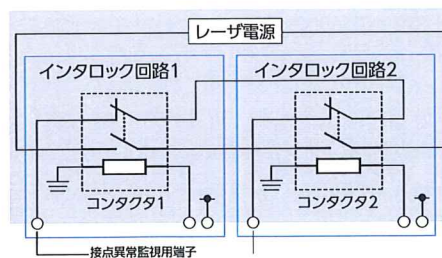 レーザ電源
インタロック回路1
インタロック回路2
コンタクタ1
コンタクタ2
接点異常監視用端子